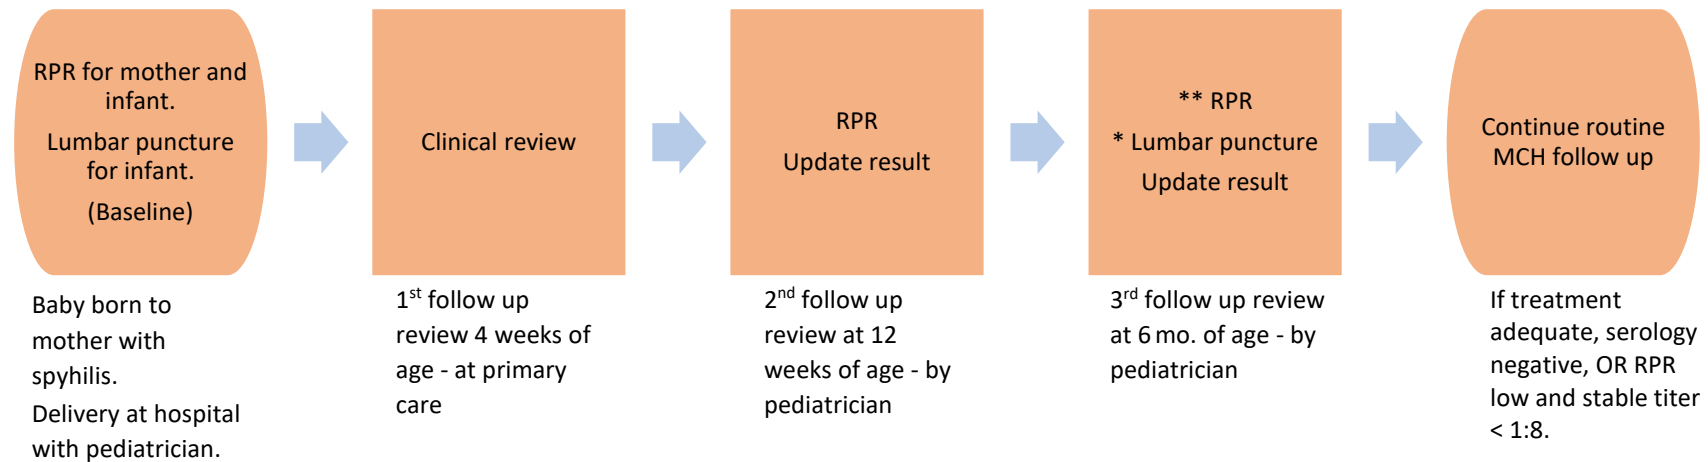 RPR for mother and
infant.
Lumbar puncture
for infant.
(Baseline)
Clinical review
RPR
Update result
** RPR
* Lumbar puncture
Update result
Continue routine
MCH follow up
Baby born to
mother with
spyhilis.
Delivery at hospital
with pediatrician.
1st follow up
review 4 weeks of
age - at primary
care
2nd follow up
review at 12
weeks of age - by
pediatrician
3rd follow up review
at 6 mo. of age - by
pediatrician
If treatment
adequate, serology
negative, OR RPR
low and stable titer
< 1:8.